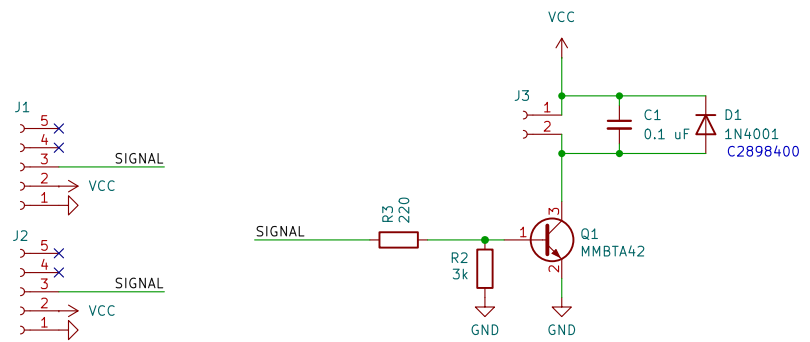 VCC
J1
5
4
3
SIGNAL
2
VCC
1
J2
5
4
3
SIGNAL
2
VCC
1
J3
1
2
C1
0.1 uF
D1
1N4001
C2898400
SIGNAL
R3
220
R2
3k
GND
1
3
2
Q1
MMBTA42
GND